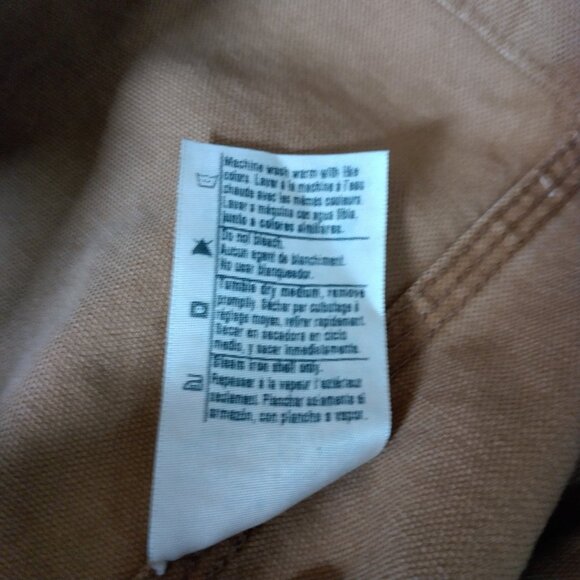 Machine wash warm with like
colors. Laver à la machine à l'eau
chaude avec les mêmes couleurs.
Lavar a máquina con agua tibia,
junto a colores similares.
Do not bleach.
Aucun agent de blanchiment.
No usar blanqueador.
Tumble dry medium, remove
promptly. Sécher par culbutage à
réglage moyen, retirer rapidement.
Secar en secadora en ciclo
medio, y sacar inmediatamente.
Steam iron shell only.
Repasser à la vapeur l'extérieur
seulement. Planchar solamente el
armazón, con plancha a vapor.